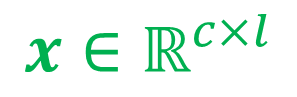 𝒙 ∈ ℝ^{c×l}